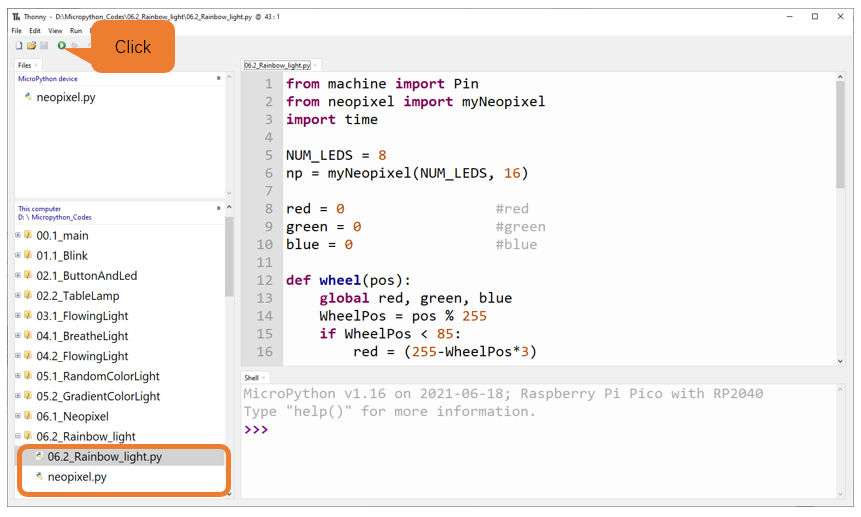 Thonny - D:\Micropython_Codes\06.2_Rainbow_light\06.2_Rainbow_light.py @ 43 : 1
File Edit View Run
Click
Files
MicroPython device
neopixel.py
This computer
D: \ Micropython_Codes
00.1_main
01.1_Blink
02.1_ButtonAndLed
02.2_TableLamp
03.1_FlowingLight
04.1_BreatheLight
04.2_FlowingLight
05.1_RandomColorLight
05.2_GradientColorLight
06.1_Neopixel
06.2_Rainbow_light
06.2_Rainbow_light.py
neopixel.py
06.2_Rainbow_light.py
1 from machine import Pin
2 from neopixel import myNeopixel
3 import time
4
5 NUM_LEDS = 8
6 np = myNeopixel(NUM_LEDS, 16)
7
8 red = 0 #red
9 green = 0 #green
10 blue = 0 #blue
11
12 def wheel(pos):
13 global red, green, blue
14 WheelPos = pos % 255
15 if WheelPos < 85:
16 red = (255-WheelPos*3)
Shell
MicroPython v1.16 on 2021-06-18; Raspberry Pi Pico with RP2040
Type "help()" for more information.
>>>